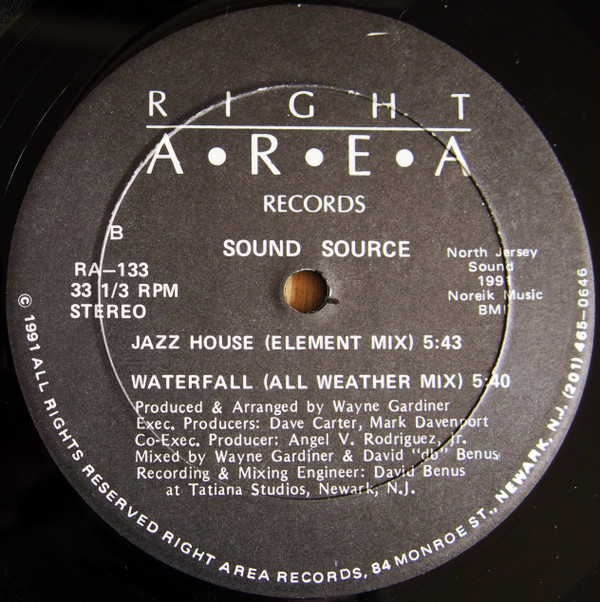 RIGHT
A•R•E•A
RECORDS
B
SOUND SOURCE
RA-133
33 1/3 RPM
STEREO
North Jersey
Sound
1991
Noreik Music
BMI
JAZZ HOUSE (ELEMENT MIX) 5:43
WATERFALL (ALL WEATHER MIX) 5:40
Produced & Arranged by Wayne Gardiner
Exec. Producers: Dave Carter, Mark Davenport
Co-Exec. Producer: Angel V. Rodriguez, Jr.
Mixed by Wayne Gardiner & David "db" Benus
Recording & Mixing Engineer: David Benus
at Tatiana Studios, Newark, N.J.
© 1991 ALL RIGHTS RESERVED RIGHT AREA RECORDS, 84 MONROE ST., NEWARK, N.J. (201) 465-0646